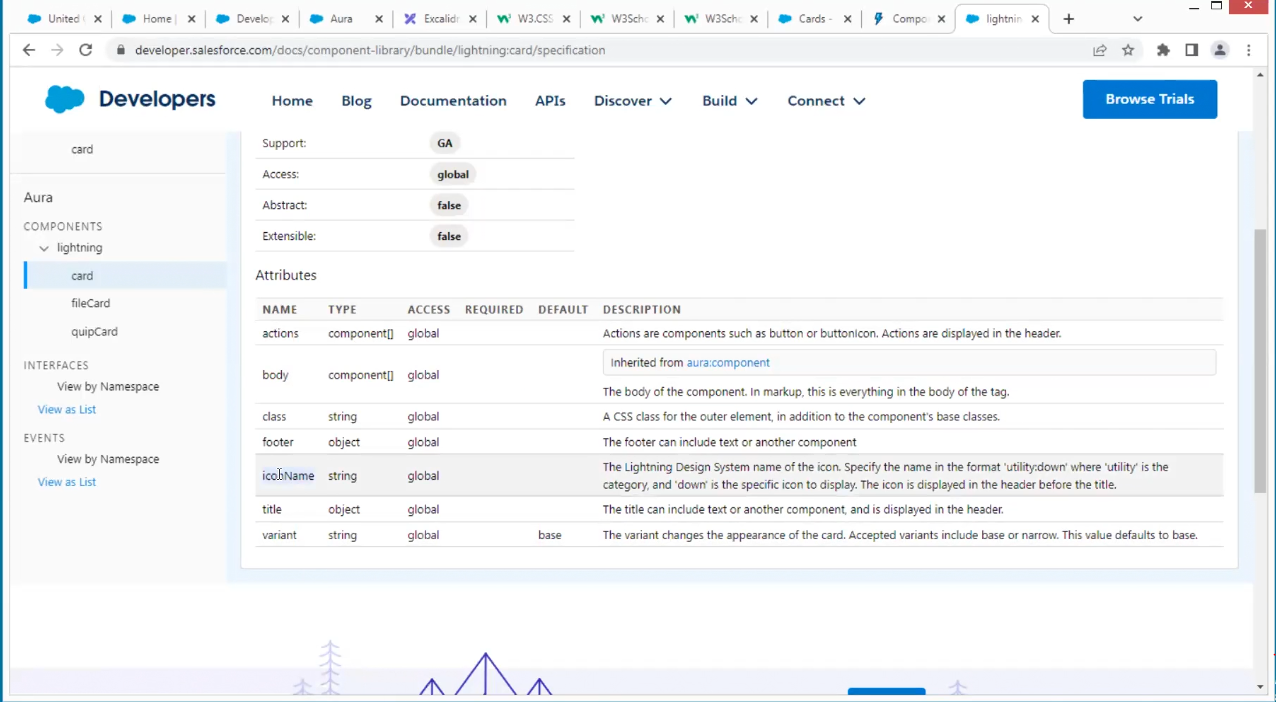 United
Home |
Develo
Aura
Excalidr
W3.CSS
W3Scho
W3Scho
Cards -
Compo
lightnin
developer.salesforce.com/docs/component-library/bundle/lightning:card/specification
Developers
Home Blog Documentation APIs Discover Build Connect
Browse Trials
card
Aura
COMPONENTS
lightning
card
fileCard
quipCard
INTERFACES
View by Namespace
View as List
EVENTS
View by Namespace
View as List
Support: GA
Access: global
Abstract: false
Extensible: false
Attributes
NAME TYPE ACCESS REQUIRED DEFAULT DESCRIPTION
actions component[] global Actions are components such as button or buttonIcon. Actions are displayed in the header.
Inherited from aura:component
body component[] global
The body of the component. In markup, this is everything in the body of the tag.
class string global A CSS class for the outer element, in addition to the component's base classes.
footer object global The footer can include text or another component
iconName string global The Lightning Design System name of the icon. Specify the name in the format 'utility:down' where 'utility' is the
category, and 'down' is the specific icon to display. The icon is displayed in the header before the title.
title object global The title can include text or another component, and is displayed in the header.
variant string global base The variant changes the appearance of the card. Accepted variants include base or narrow. This value defaults to base.